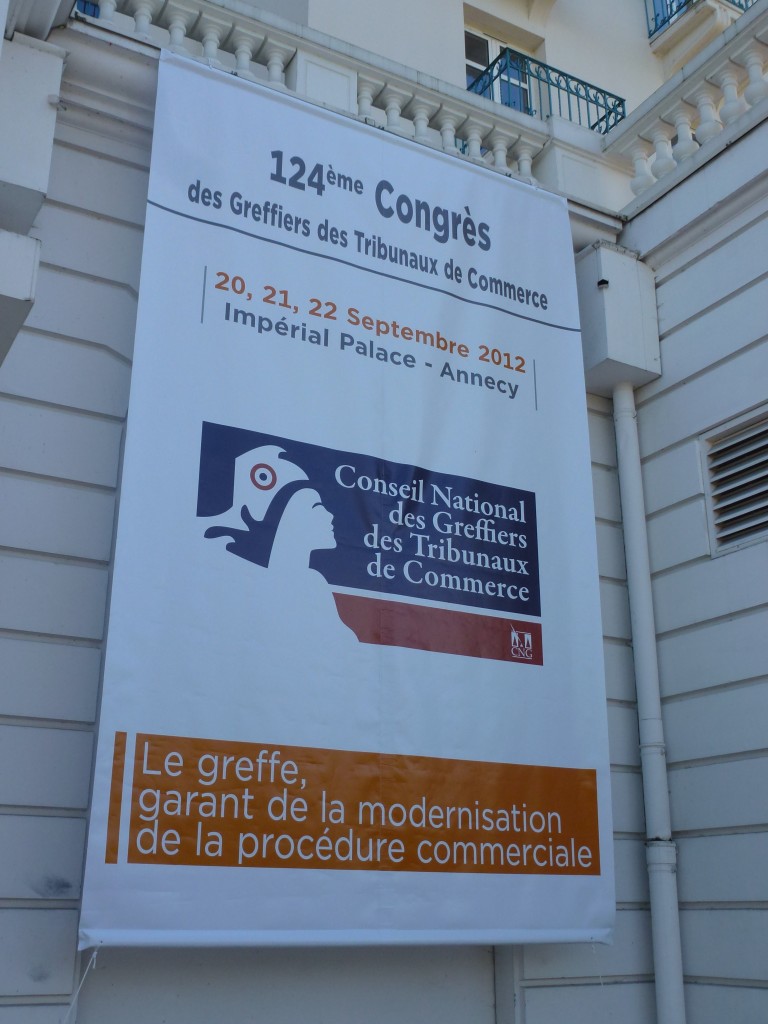 124ème Congrès
des Greffiers des Tribunaux de Commerce
20, 21, 22 Septembre 2012
Impérial Palace - Annecy
Conseil National
des Greffiers
des Tribunaux
de Commerce
CNG
Le greffe,
garant de la modernisation
de la procédure commerciale